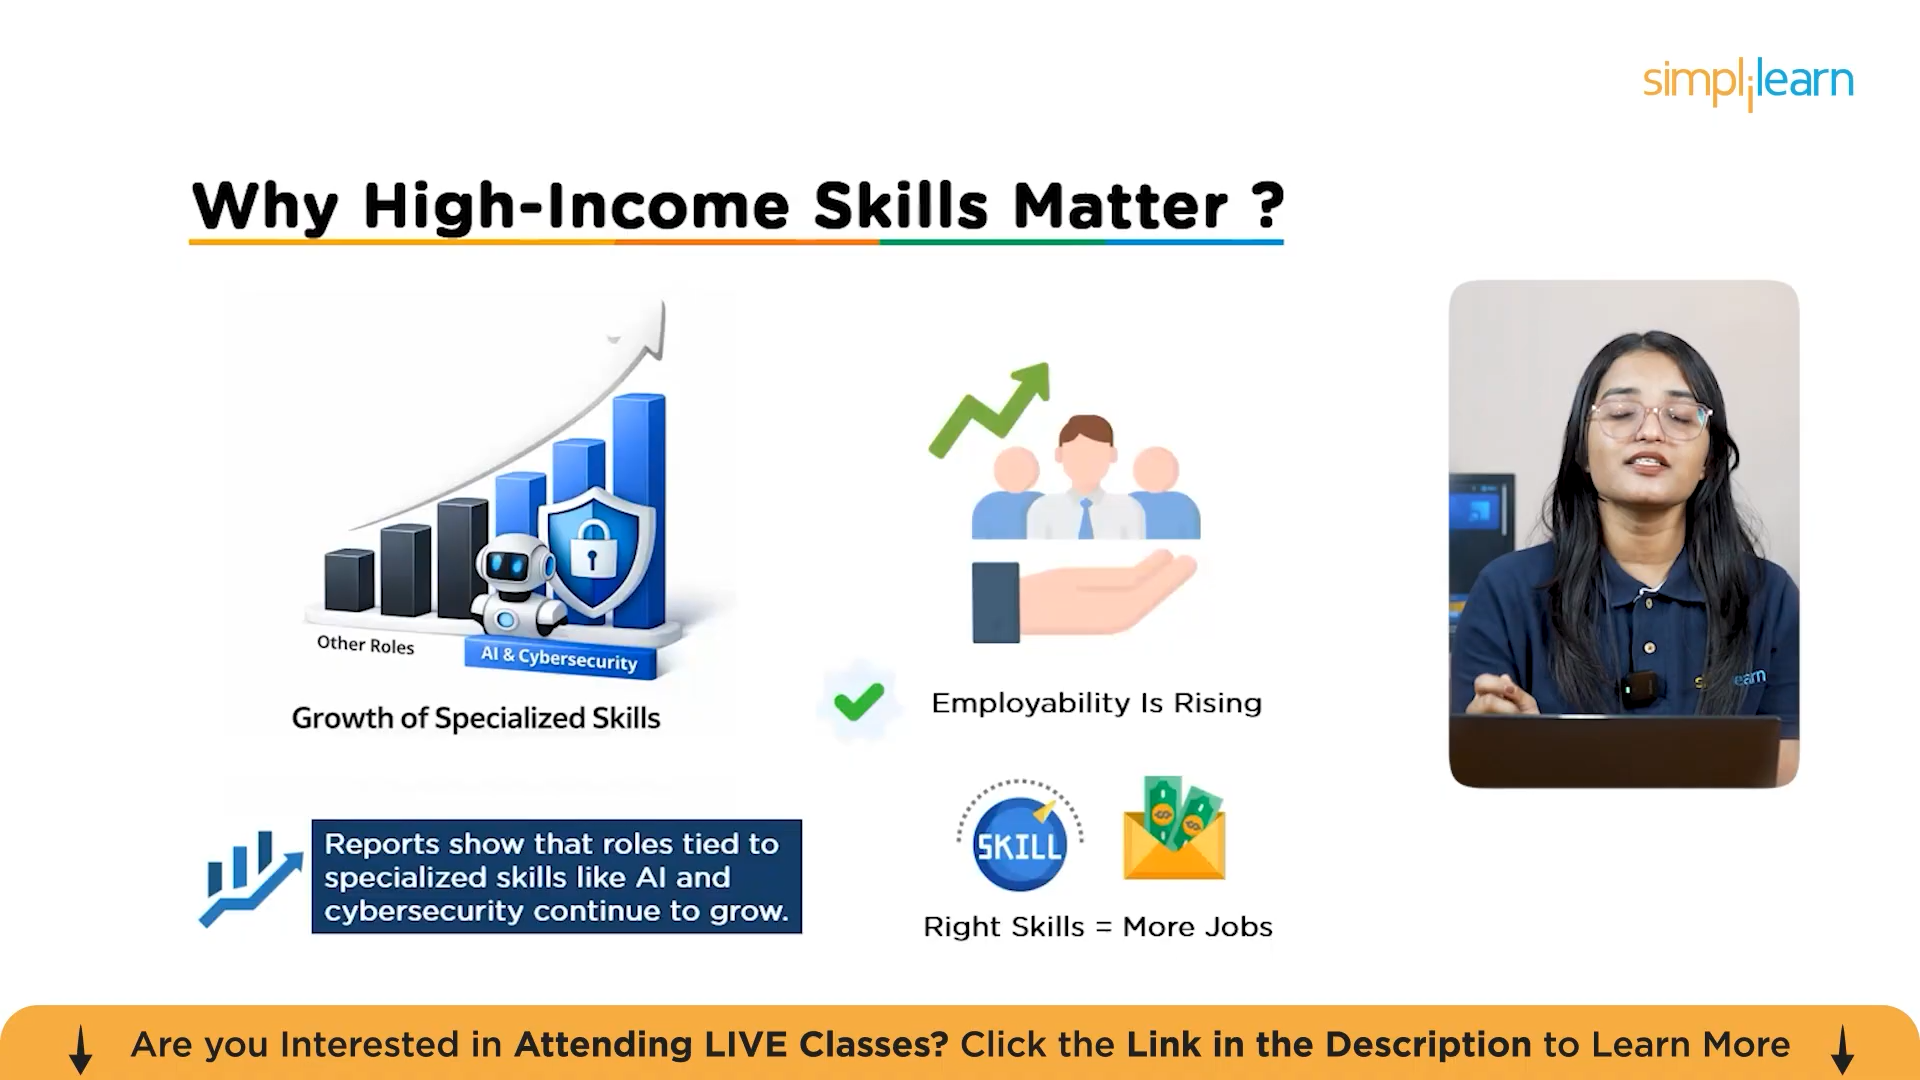 simplilearn
Why High-Income Skills Matter ?
Other Roles
AI & Cybersecurity
Growth of Specialized Skills
Reports show that roles tied to
specialized skills like AI and
cybersecurity continue to grow.
Employability Is Rising
SKILL
Right Skills = More Jobs
Are you Interested in Attending LIVE Classes? Click the Link in the Description to Learn More